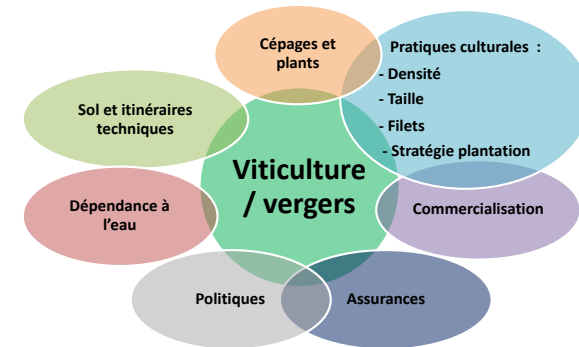 Cépages et
plants
Pratiques culturales :
- Densité
- Taille
- Filets
- Stratégie plantation
Sol et itinéraires
techniques
Viticulture
/ vergers
Dépendance à
l'eau
Commercialisation
Politiques
Assurances